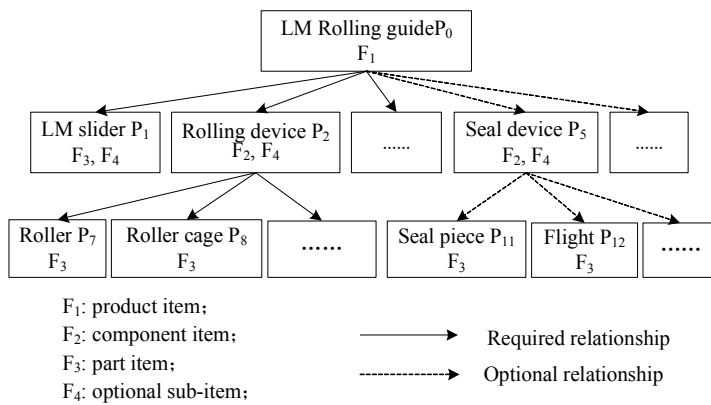 LM Rolling guideP₀
F₁
LM slider P₁
F₃, F₄
Rolling device P₂
F₂, F₄
......
Seal device P₅
F₂, F₄
......
Roller P₇
F₃
Roller cage P₈
F₃
......
Seal piece P₁₁
F₃
Flight P₁₂
F₃
......
F₁: product item；
F₂: component item；
F₃: part item；
F₄: optional sub-item；
Required relationship
Optional relationship